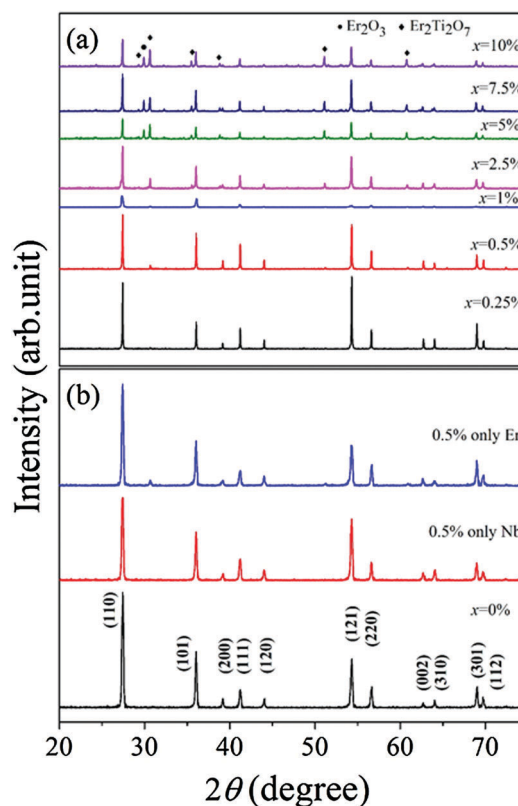 (a)
Er₂O₃
Er₂Ti₂O₇
x=10%
x=7.5%
x=5%
x=2.5%
x=1%
x=0.5%
x=0.25%
(b)
0.5% only Er
0.5% only Nb
x=0%
(110)
(101)
(200)
(111)
(120)
(121)
(220)
(002)
(310)
(301)
(112)
Intensity (arb.unit)
20 30 40 50 60 70
2θ (degree)